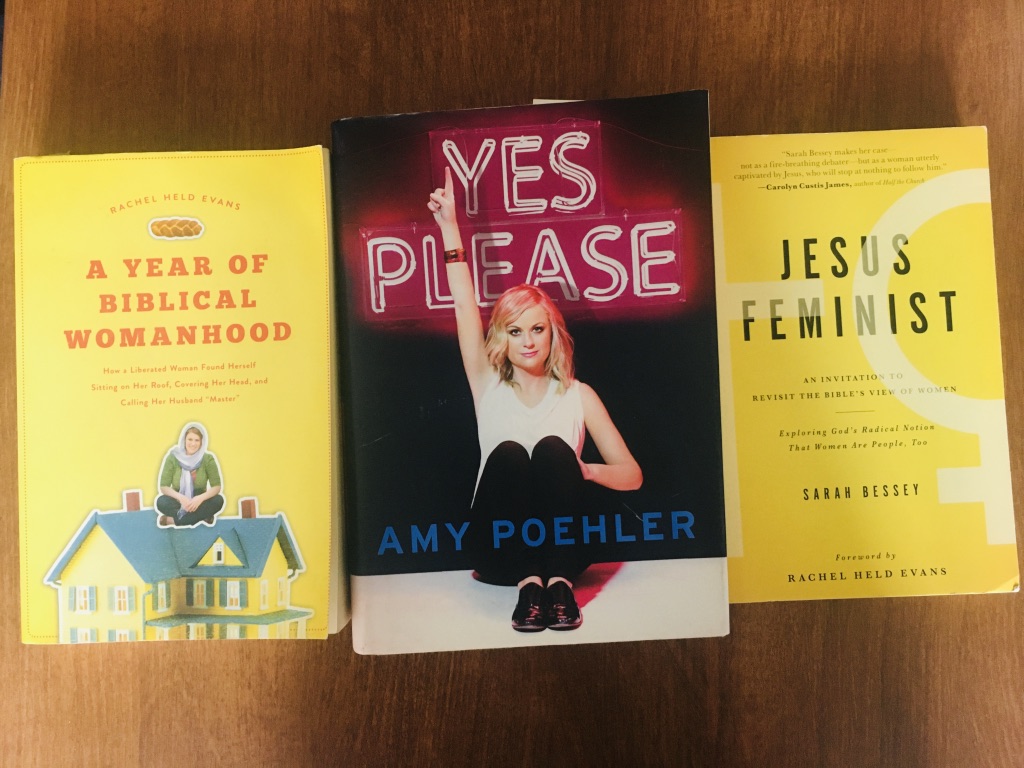 RACHEL HELD EVANS
A YEAR OF
BIBLICAL
WOMANHOOD
How a Liberated Woman Found Herself
Sitting on Her Roof, Covering Her Head, and
Calling Her Husband "Master"
YES
PLEASE
AMY POEHLER
"Sarah Bessey makes her case—
not as a fire-breathing debater—but as a woman utterly
captivated by Jesus, who will stop at nothing to follow him."
—Carolyn Custis James, author of Half the Church
JESUS
FEMINIST
AN INVITATION TO
REVISIT THE BIBLE'S VIEW OF WOMEN
Exploring God's Radical Notion
That Women Are People, Too
SARAH BESSEY
Foreword by
RACHEL HELD EVANS